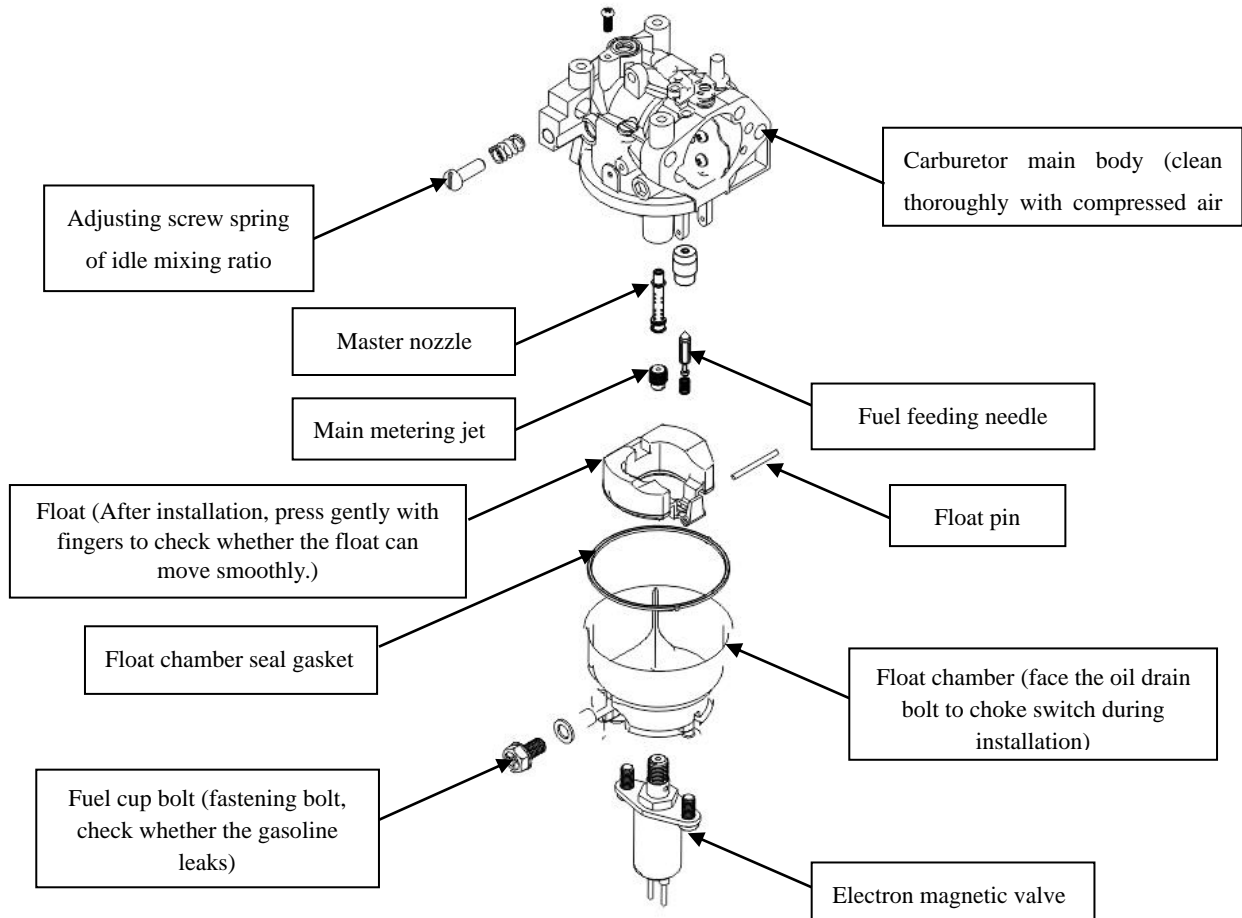 Carburetor main body (clean
thoroughly with compressed air
Adjusting screw spring
of idle mixing ratio
Master nozzle
Main metering jet
Fuel feeding needle
Float (After installation, press gently with
fingers to check whether the float can
move smoothly.)
Float pin
Float chamber seal gasket
Float chamber (face the oil drain
bolt to choke switch during
installation)
Fuel cup bolt (fastening bolt,
check whether the gasoline
leaks)
Electron magnetic valve